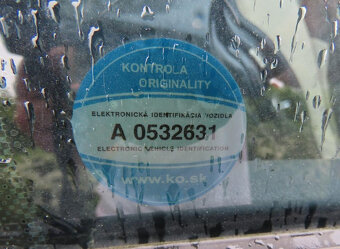 KONTROLA
ORIGINALITY
ELEKTRONICKÁ IDENTIFIKÁCIA VOZIDLA
A 0532631
ELECTRONIC VEHICLE IDENTIFICATION
www.ko.sk